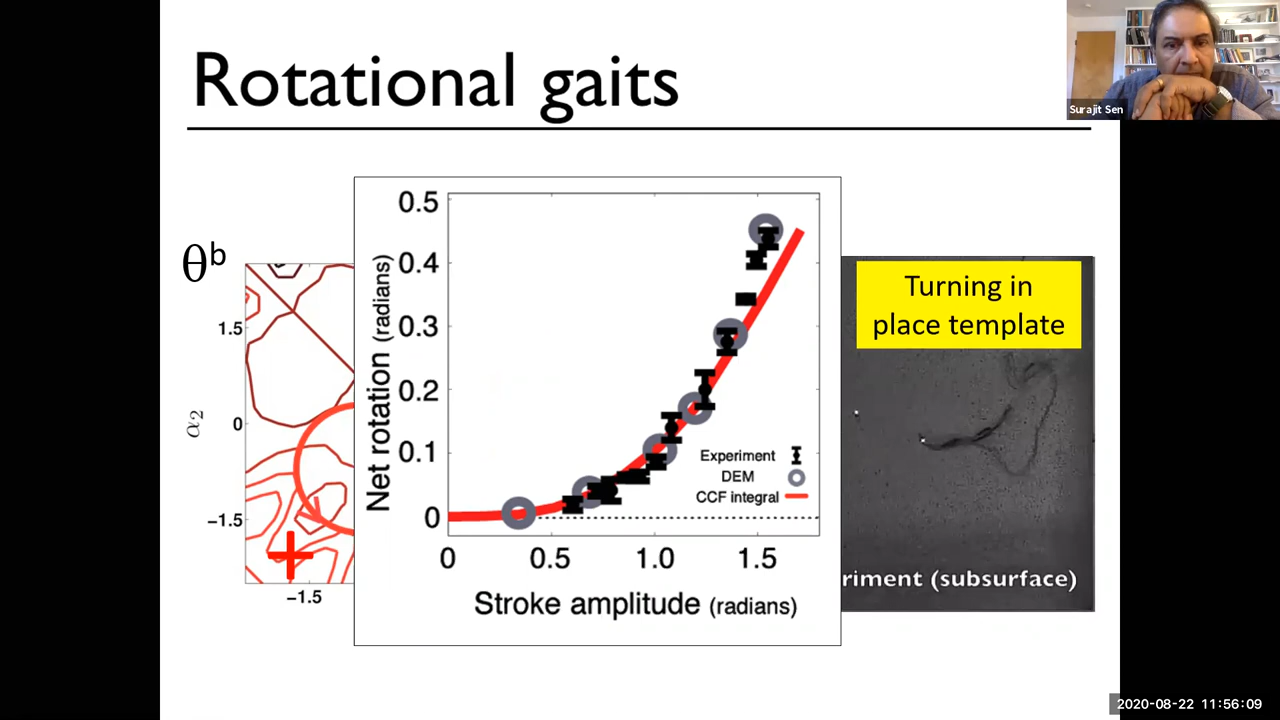 Rotational gaits
Surajit Sen
θᵇ
α₂
1.5
0
−1.5
−1.5
Net rotation (radians)
0.5
0.4
0.3
0.2
0.1
0
0
0.5
1.0
1.5
Stroke amplitude (radians)
Experiment
DEM
CCF integral
Turning in
place template
riment (subsurface)
2020-08-22 11:56:09